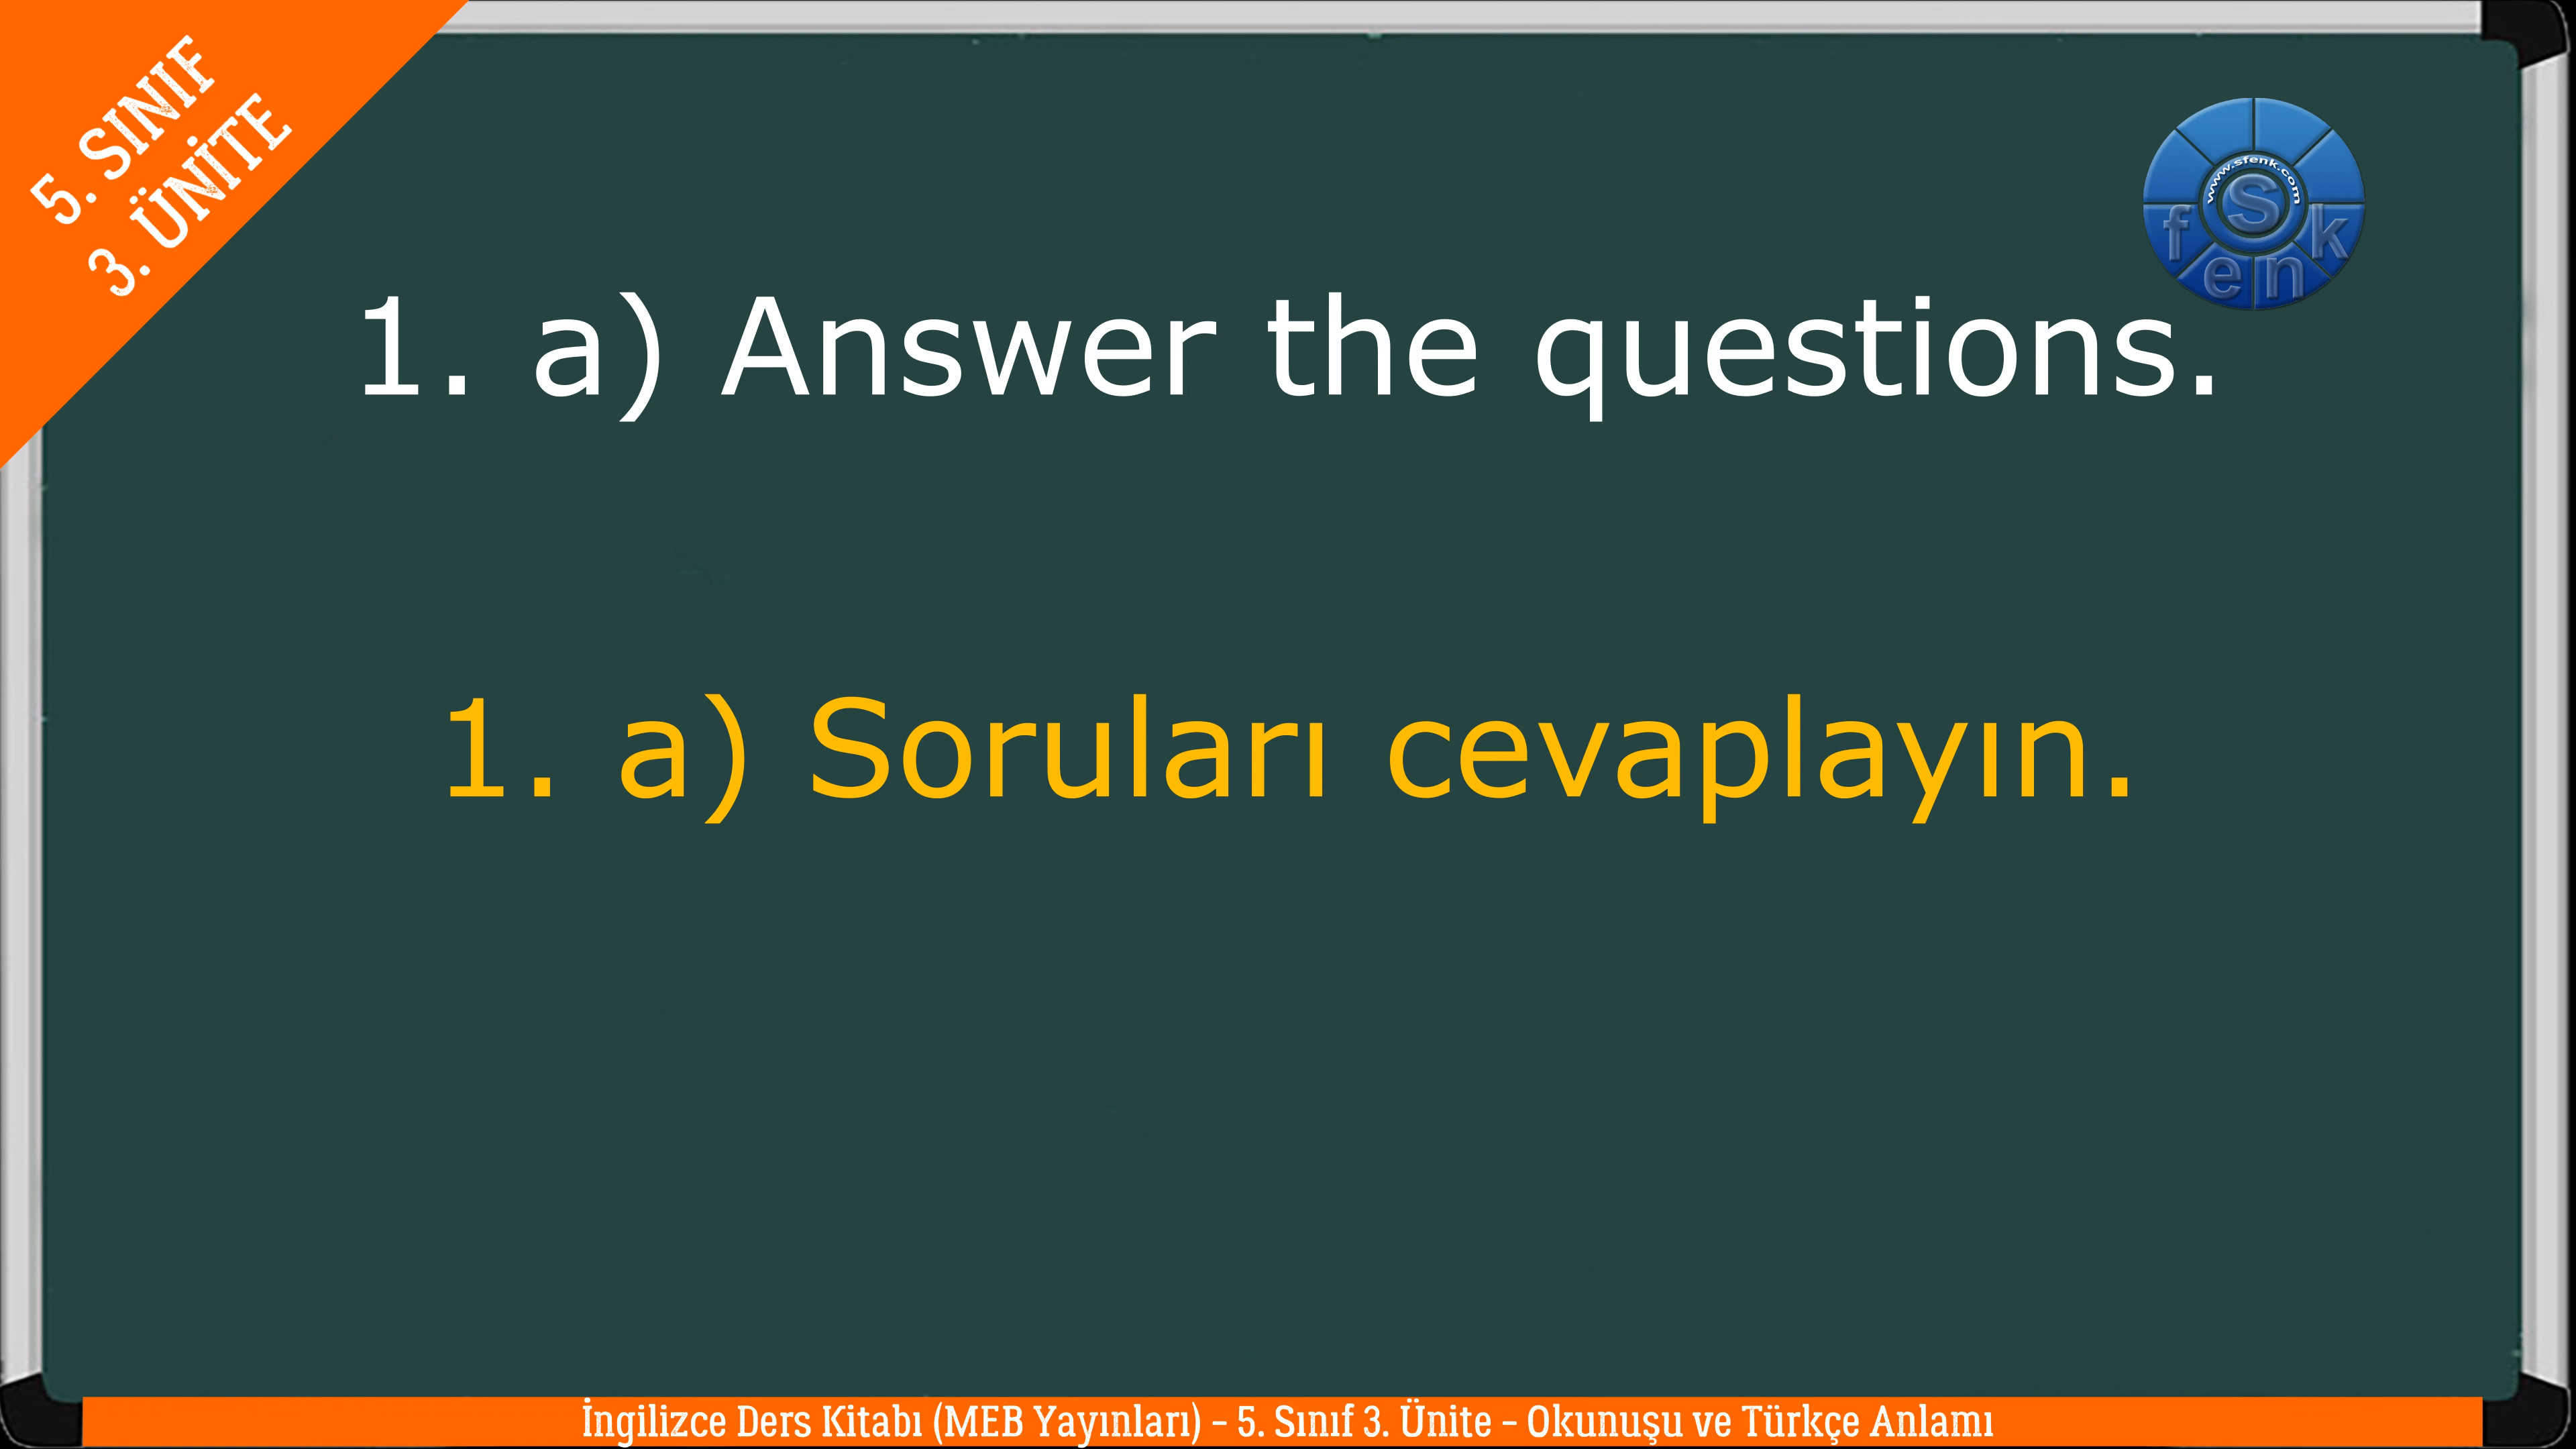 5. SINIF
3. ÜNİTE
www.sfenk.com
S
f e n k
1. a) Answer the questions.
1. a) Soruları cevaplayın.
İngilizce Ders Kitabı (MEB Yayınları) – 5. Sınıf 3. Ünite – Okunuşu ve Türkçe Anlamı